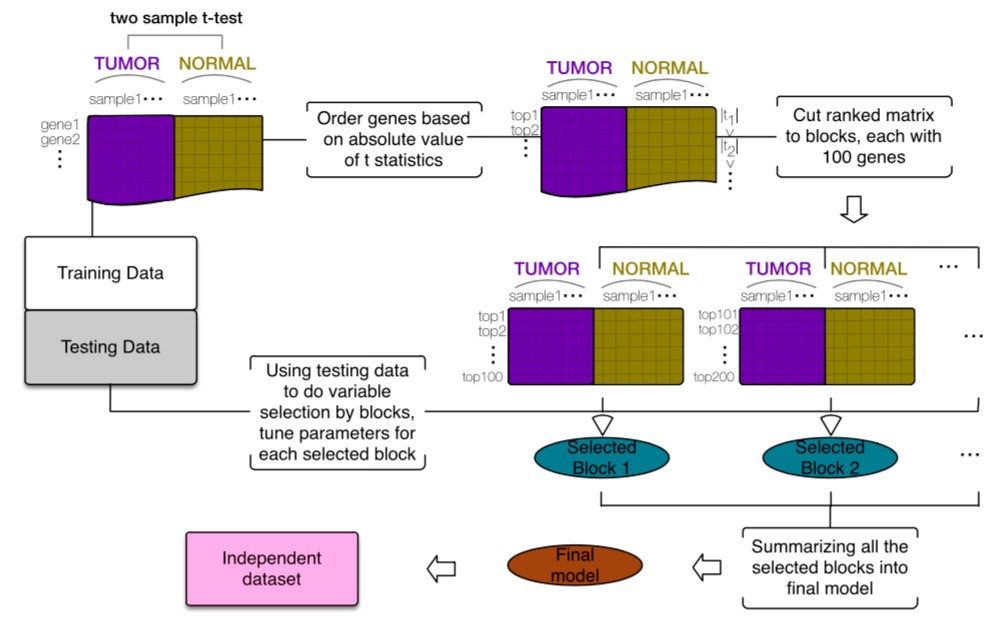 two sample t-test
TUMOR NORMAL
sample1••• sample1•••
gene1
gene2
Order genes based
on absolute value
of t statistics
TUMOR NORMAL
sample1••• sample1•••
top1
top2
|t1|
v
|t2|
v
Cut ranked matrix
to blocks, each with
100 genes
Training Data
Testing Data
TUMOR NORMAL
sample1••• sample1•••
top1
top2
top100
TUMOR NORMAL
sample1••• sample1•••
top101
top102
top200
...
...
Using testing data
to do variable
selection by blocks,
tune parameters for
each selected block
Selected
Block 1
Selected
Block 2
...
Summarizing all the
selected blocks into
final model
Final
model
Independent
dataset